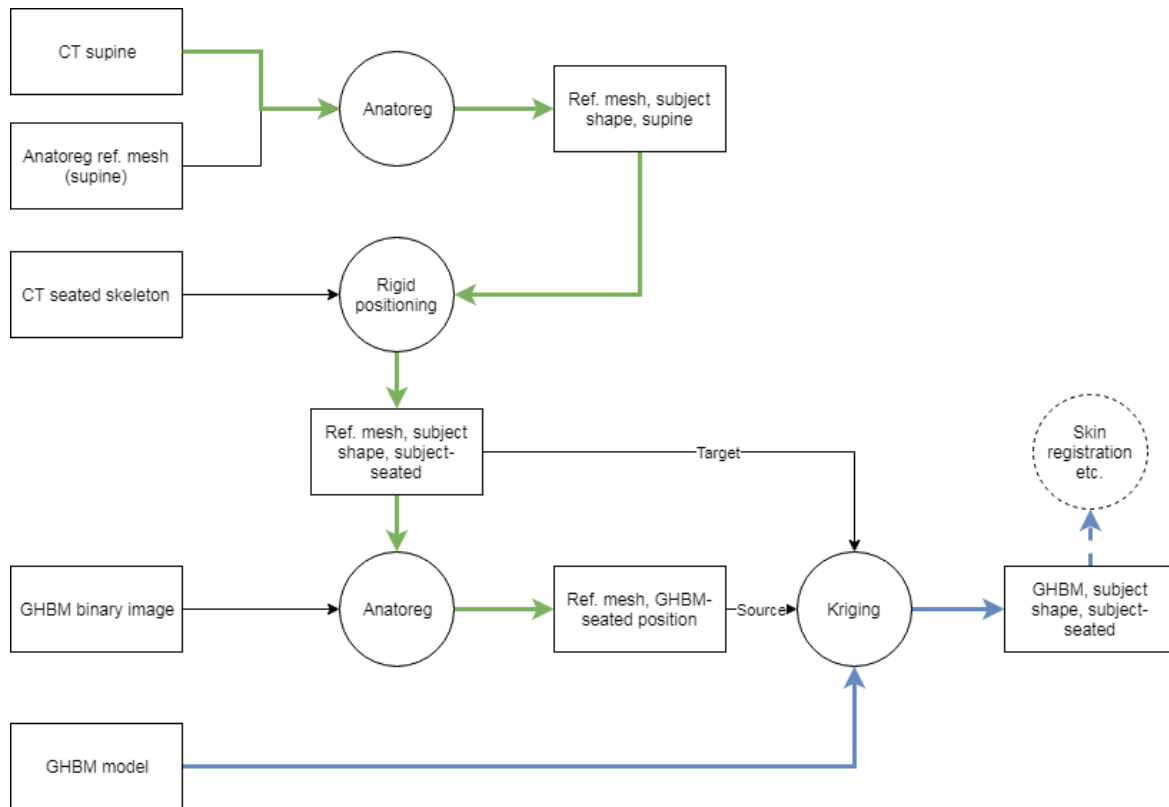 CT supine
Anatoreg
Ref. mesh, subject
shape, supine
Anatoreg ref. mesh
(supine)
CT seated skeleton
Rigid
positioning
Ref. mesh, subject
shape, subject-
seated
Target
Skin
registration
etc.
GHBM binary image
Anatoreg
Ref. mesh, GHBM-
seated position
Source
Kriging
GHBM, subject
shape, subject-
seated
GHBM model